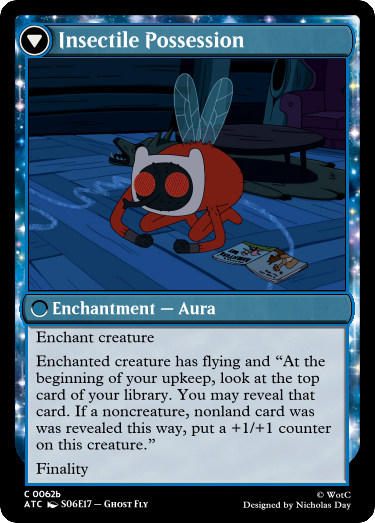 Insectile Possession
Enchantment — Aura
Enchant creature
Enchanted creature has flying and “At the
beginning of your upkeep, look at the top
card of your library. You may reveal that
card. If a noncreature, nonland card was
was revealed this way, put a +1/+1 counter
on this creature.”
Finality
C 0062b
ATC S06E17 – Ghost Fly
© WotC
Designed by Nicholas Day